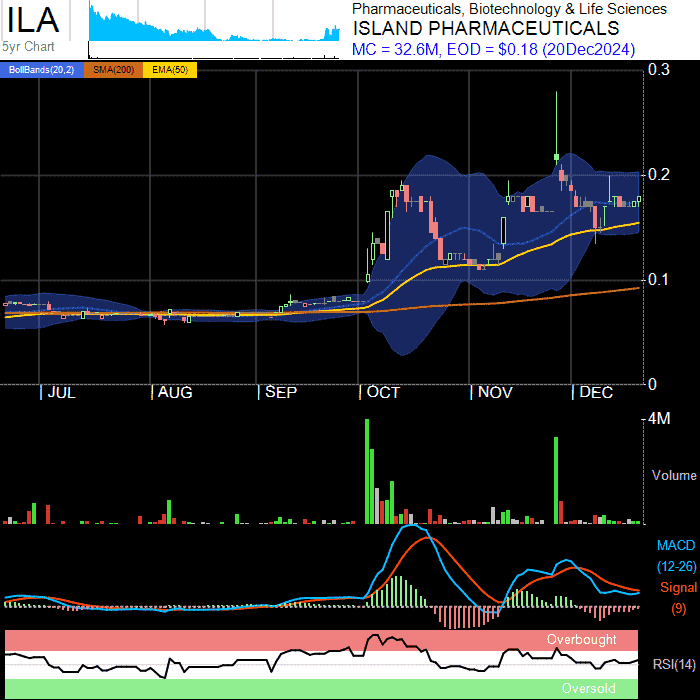 ILA
5yr Chart
Pharmaceuticals, Biotechnology & Life Sciences
ISLAND PHARMACEUTICALS
MC = 32.6M, EOD = $0.18 (20Dec2024)
BollBands(20,2) SMA(200) EMA(50)
0.3
0.2
0.1
0
JUL AUG SEP OCT NOV DEC
4M
Volume
MACD
(12-26)
Signal
(9)
Overbought
RSI(14)
Oversold